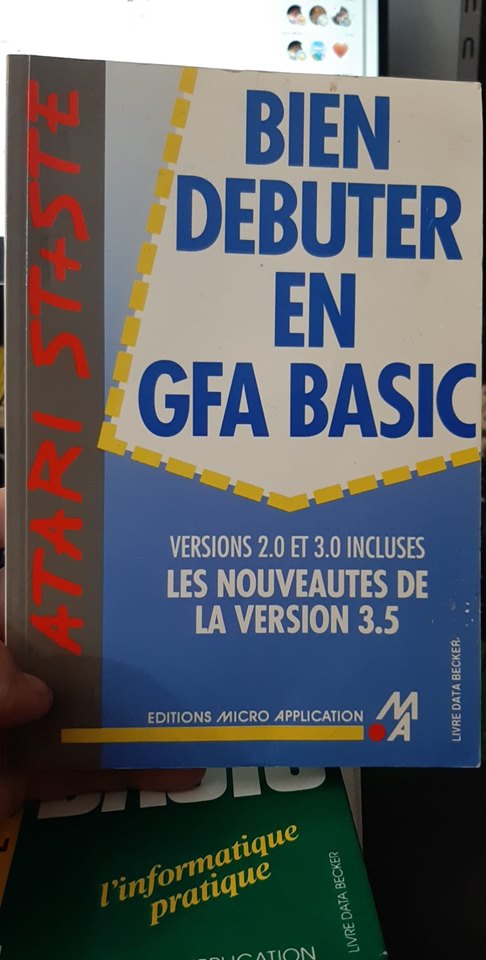 ATARI ST+STE
BIEN
DEBUTER
EN
GFA BASIC
VERSIONS 2.0 ET 3.0 INCLUSES
LES NOUVEAUTES DE
LA VERSION 3.5
EDITIONS MICRO APPLICATION
MA
LIVRE DATA BECKER
BASIC
l'informatique
pratique
LIVRE DATA BECKER
APPLICATION